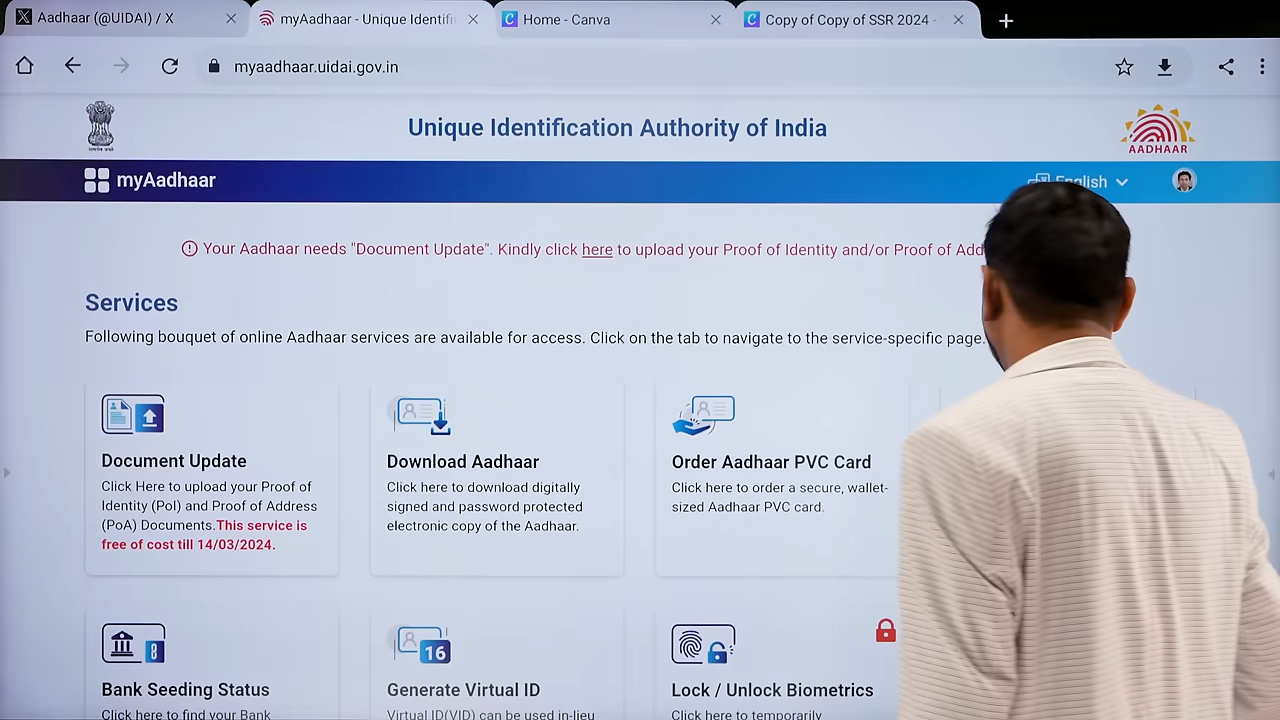 Aadhaar (@UIDAI) / X
myAadhaar - Unique Identifi
Home - Canva
Copy of Copy of SSR 2024 -
myaadhaar.uidai.gov.in
Unique Identification Authority of India
AADHAAR
myAadhaar
English
Your Aadhaar needs "Document Update". Kindly click here to upload your Proof of Identity and/or Proof of Add
Services
Following bouquet of online Aadhaar services are available for access. Click on the tab to navigate to the service-specific page.
Document Update
Click Here to upload your Proof of
Identity (PoI) and Proof of Address
(PoA) Documents.This service is
free of cost till 14/03/2024.
Download Aadhaar
Click here to download digitally
signed and password protected
electronic copy of the Aadhaar.
Order Aadhaar PVC Card
Click here to order a secure, wallet-
sized Aadhaar PVC card.
Bank Seeding Status
Click here to find your Bank
16
Generate Virtual ID
Virtual ID(VID) can be used in-lieu
Lock / Unlock Biometrics
Click here to temporarily